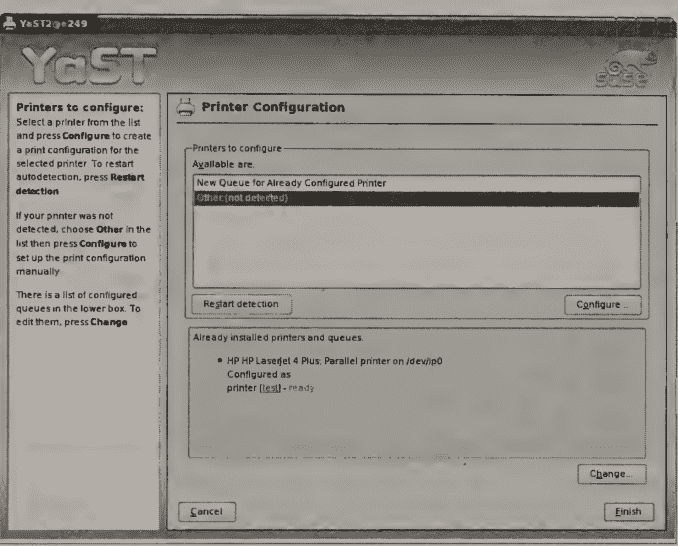 YaST2@e249
YaST
SuSE
Printers to configure:
Select a printer from the list
and press Configure to create
a print configuration for the
selected printer. To restart
autodetection, press Restart
detection
If your printer was not
detected, choose Other in the
list then press Configure to
set up the print configuration
manually
There is a list of configured
queues in the lower box. To
edit them, press Change
Printer Configuration
Printers to configure
Available are.
New Queue for Already Configured Printer
Other (not detected)
Restart detection
Configure...
Already installed printers and queues.
• HP HP LaserJet 4 Plus: Parallel printer on /dev/lp0
Configured as
printer [test] - ready
Change...
Cancel
Finish